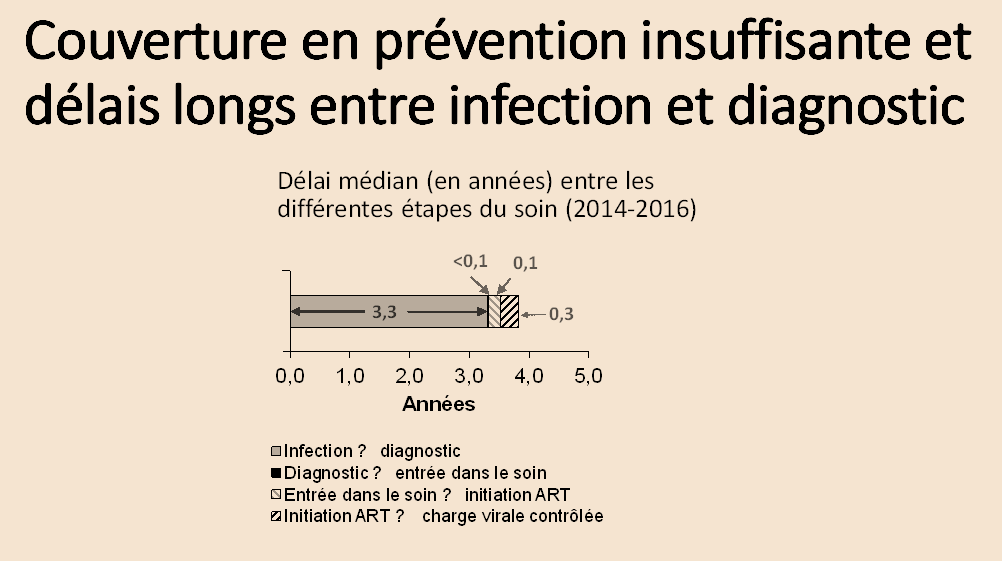 Couverture en prévention insuffisante et
délais longs entre infection et diagnostic
Délai médian (en années) entre les
différentes étapes du soin (2014-2016)
<0,1
0,1
3,3
0,3
0,0 1,0 2,0 3,0 4,0 5,0
Années
Infection ? diagnostic
Diagnostic ? entrée dans le soin
Entrée dans le soin ? initiation ART
Initiation ART ? charge virale contrôlée